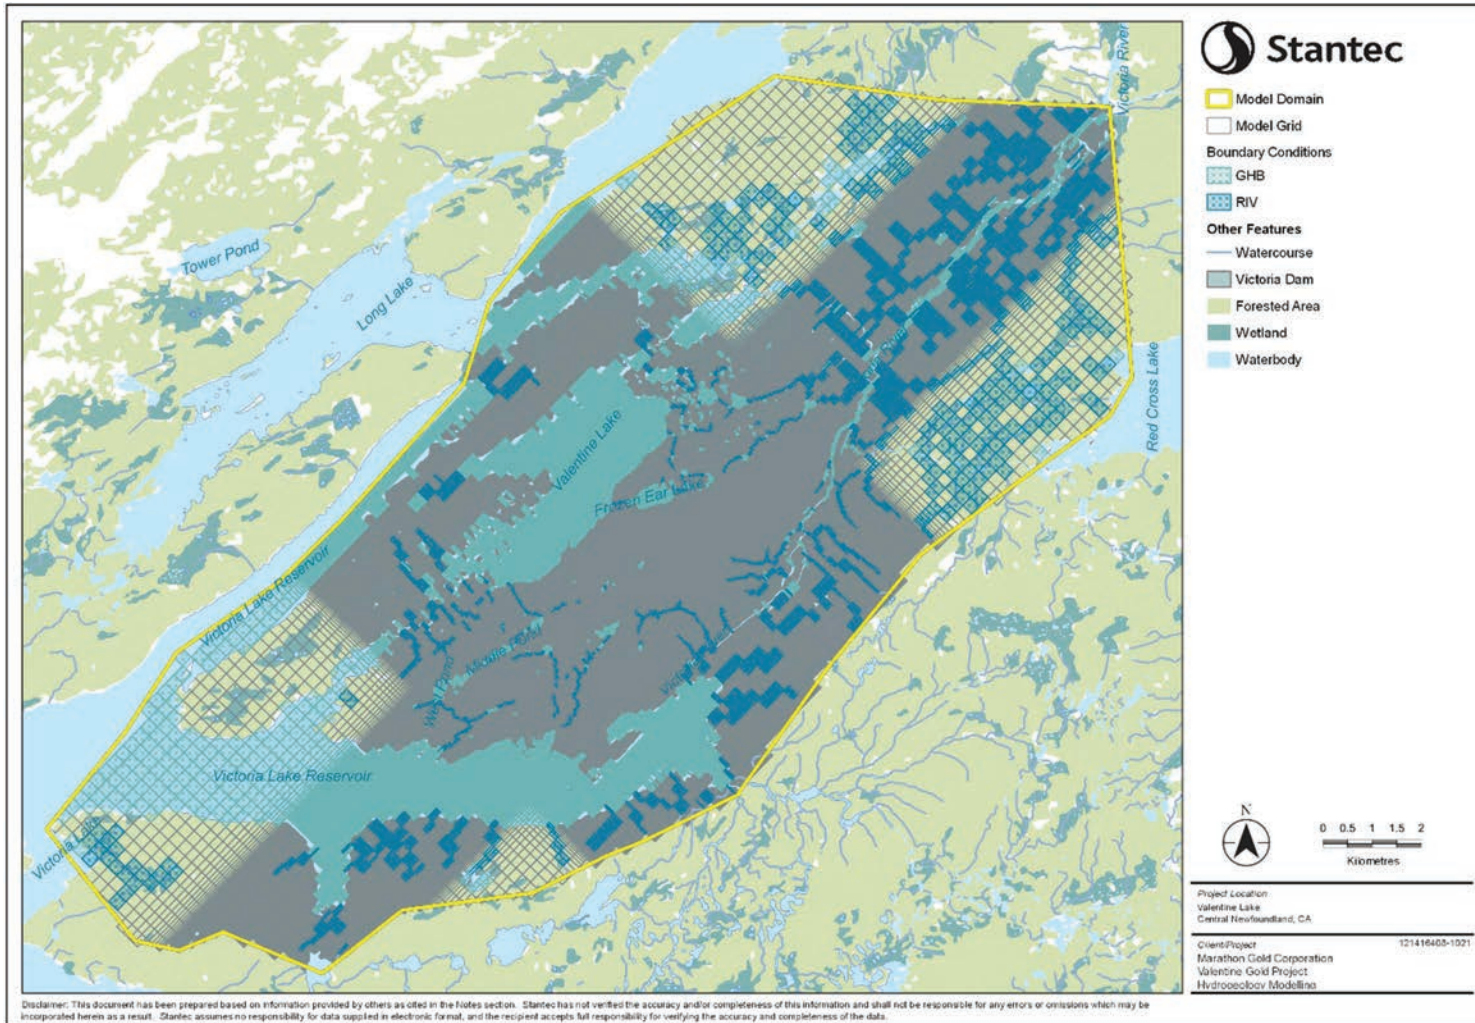 Stantec
Model Domain
Model Grid
Boundary Conditions
GHB
RIV
Other Features
Watercourse
Victoria Dam
Forested Area
Wetland
Waterbody
Victoria River
Tower Pond
Long Lake
Red Cross Lake
Valentine Lake
Frozen Ear Lake
Victoria Lake Reservoir
Middle Pond
West Pond
Victoria Lake Reservoir
Victoria Lake
N
0 0.5 1 1.5 2
Kilometres
Project Location
Valentine Lake
Central Newfoundland, CA
Client/Project 121416408-1021
Marathon Gold Corporation
Valentine Gold Project
Hydrogeology Modelling
Disclaimer: This document has been prepared based on information provided by others as cited in the Notes section. Stantec has not verified the accuracy and/or completeness of this information and shall not be responsible for any errors or omissions which may be
incorporated herein as a result. Stantec assumes no responsibility for data supplied in electronic format, and the recipient accepts full responsibility for verifying the accuracy and completeness of the data.